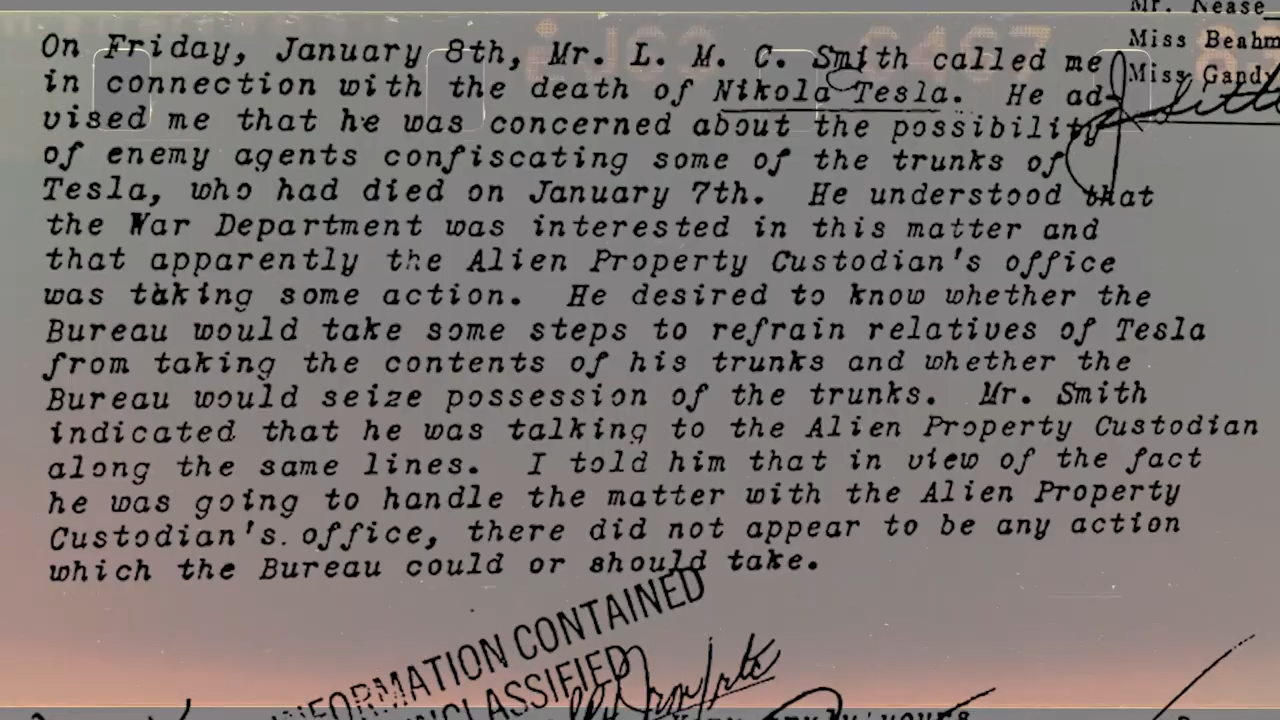 Mr. Nease
Miss Beahm
Miss Gandy
On Friday, January 8th, Mr. L. M. C. Smith called me
in connection with the death of Nikola Tesla. He ad-
vised me that he was concerned about the possibility
of enemy agents confiscating some of the trunks of
Tesla, who had died on January 7th. He understood that
the War Department was interested in this matter and
that apparently the Alien Property Custodian's office
was taking some action. He desired to know whether the
Bureau would take some steps to refrain relatives of Tesla
from taking the contents of his trunks and whether the
Bureau would seize possession of the trunks. Mr. Smith
indicated that he was talking to the Alien Property Custodian
along the same lines. I told him that in view of the fact
he was going to handle the matter with the Alien Property
Custodian's office, there did not appear to be any action
which the Bureau could or should take.
INFORMATION CONTAINED
yours